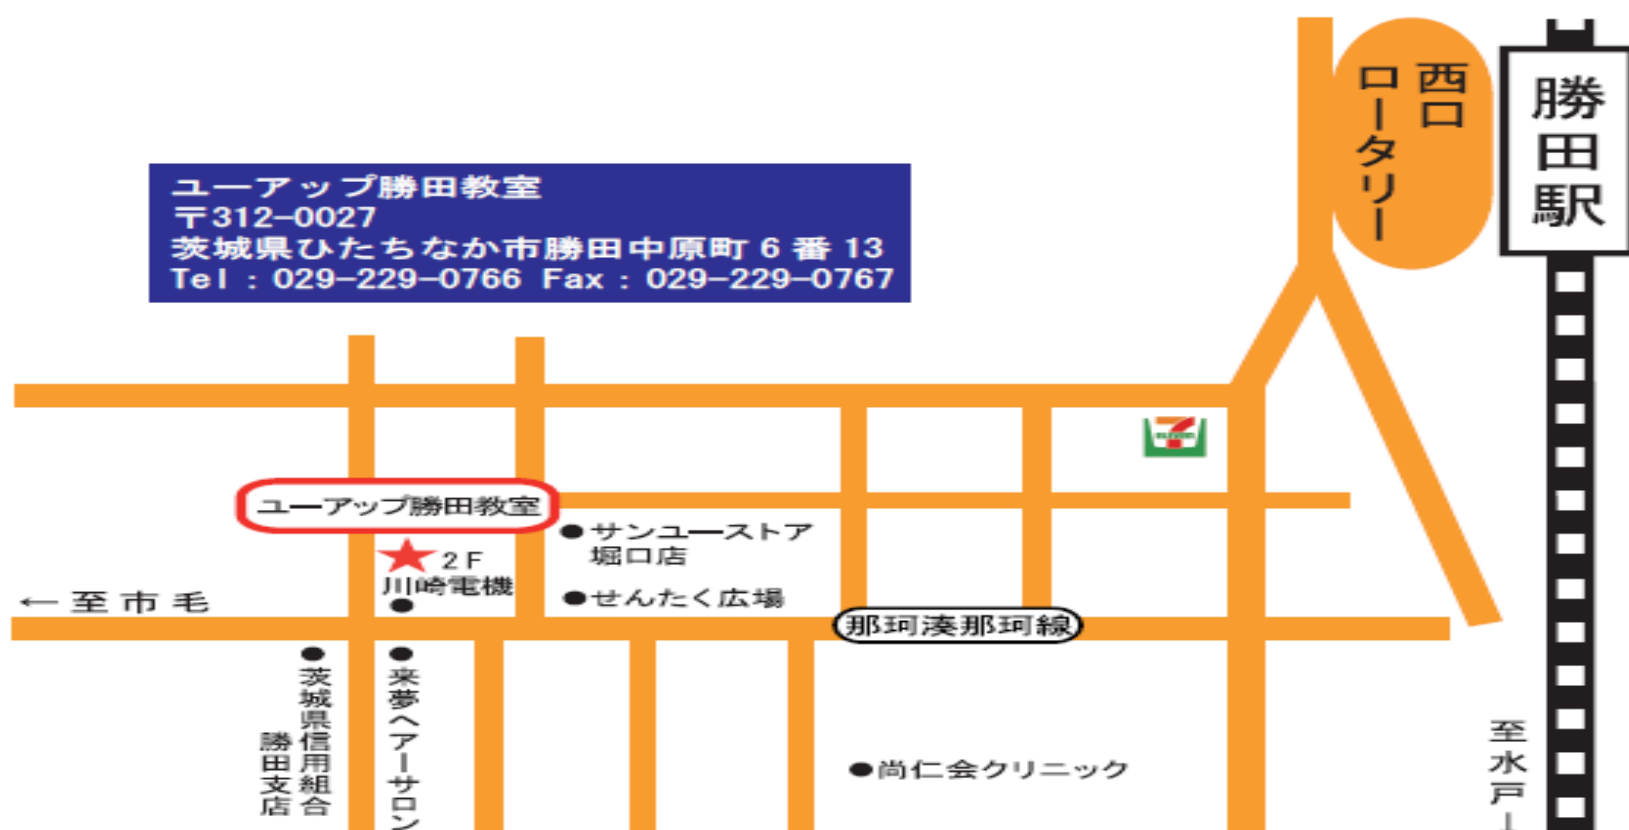 西口
ロータリー
勝田駅
ユーアップ勝田教室
〒312-0027
茨城県ひたちなか市勝田中原町 6 番 13
Tel : 029-229-0766 Fax : 029-229-0767
7
ELEVEN
ユーアップ勝田教室
2F
川崎電機
●サンユーストア
堀口店
●せんたく広場
←至市毛
那珂湊那珂線
●茨城県信用組合
勝田支店
●来夢ヘアーサロン
●尚仁会クリニック
至水戸→